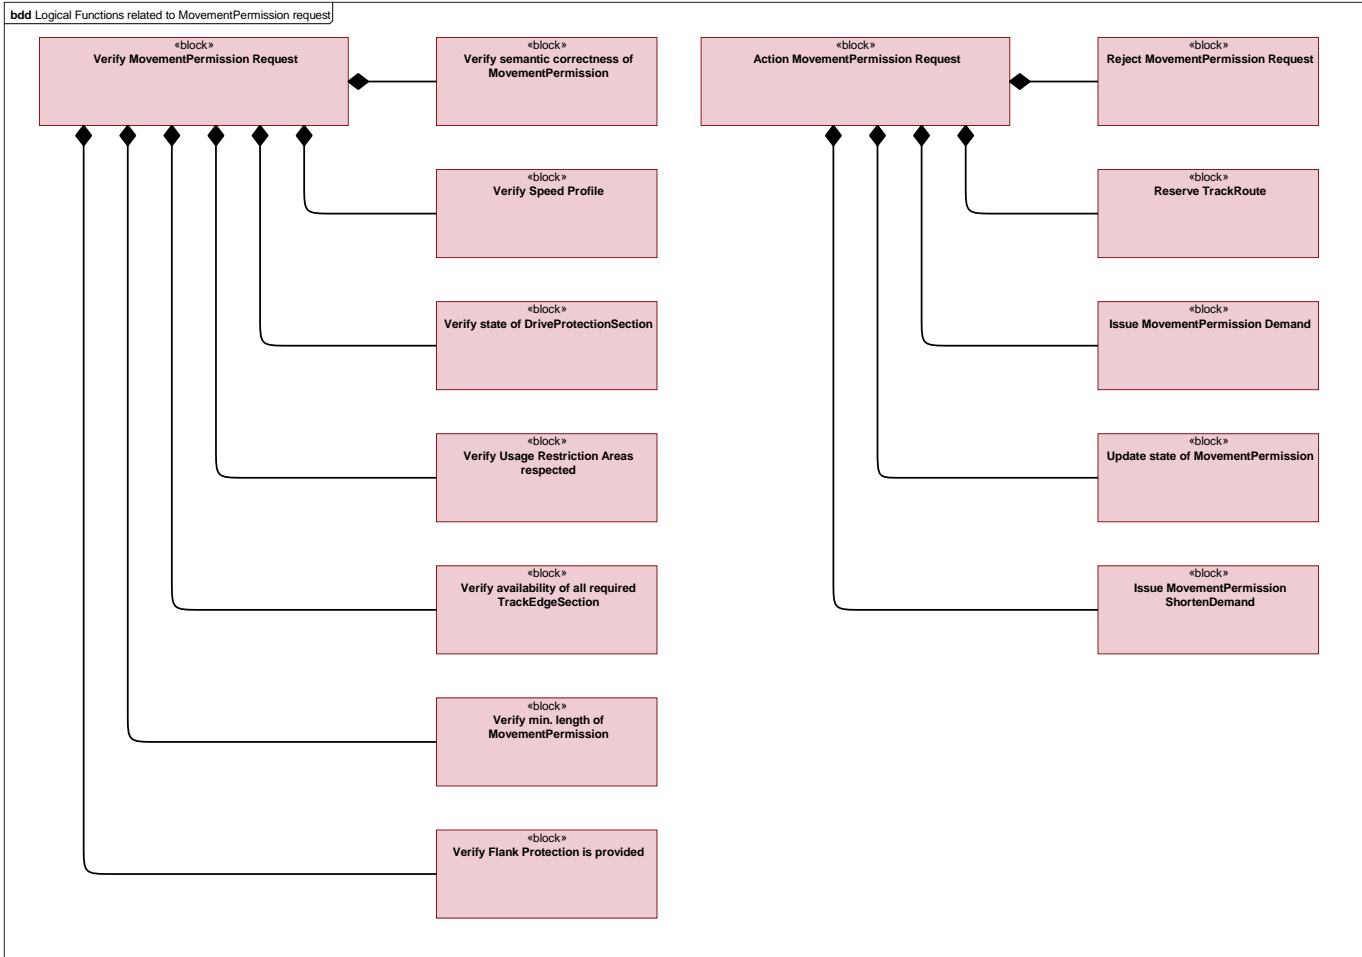 bdd Logical Functions related to MovementPermission request
«block»
Verify MovementPermission Request
«block»
Verify semantic correctness of
MovementPermission
«block»
Verify Speed Profile
«block»
Verify state of DriveProtectionSection
«block»
Verify Usage Restriction Areas
respected
«block»
Verify availability of all required
TrackEdgeSection
«block»
Verify min. length of
MovementPermission
«block»
Verify Flank Protection is provided
«block»
Action MovementPermission Request
«block»
Reject MovementPermission Request
«block»
Reserve TrackRoute
«block»
Issue MovementPermission Demand
«block»
Update state of MovementPermission
«block»
Issue MovementPermission
ShortenDemand